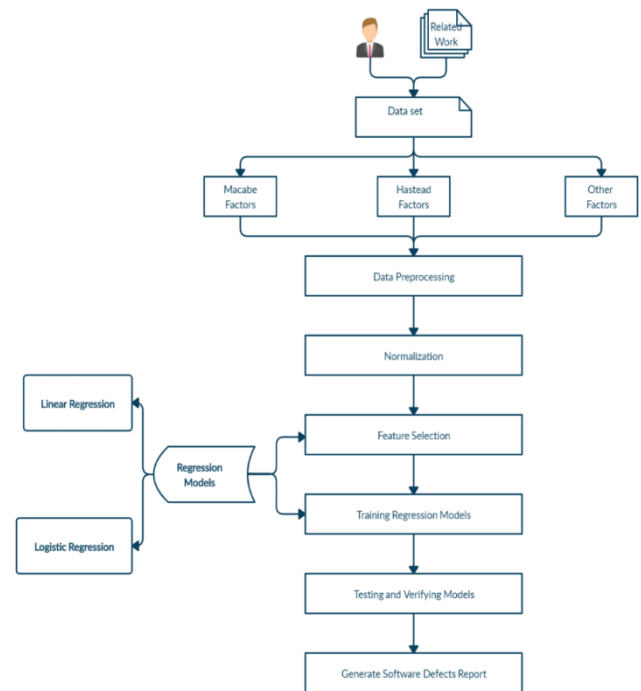 Related
Work
Data set
Macabe
Factors
Hastead
Factors
Other
Factors
Data Preprocessing
Normalization
Linear Regression
Feature Selection
Regression
Models
Training Regression Models
Logistic Regression
Testing and Verifying Models
Generate Software Defects Report